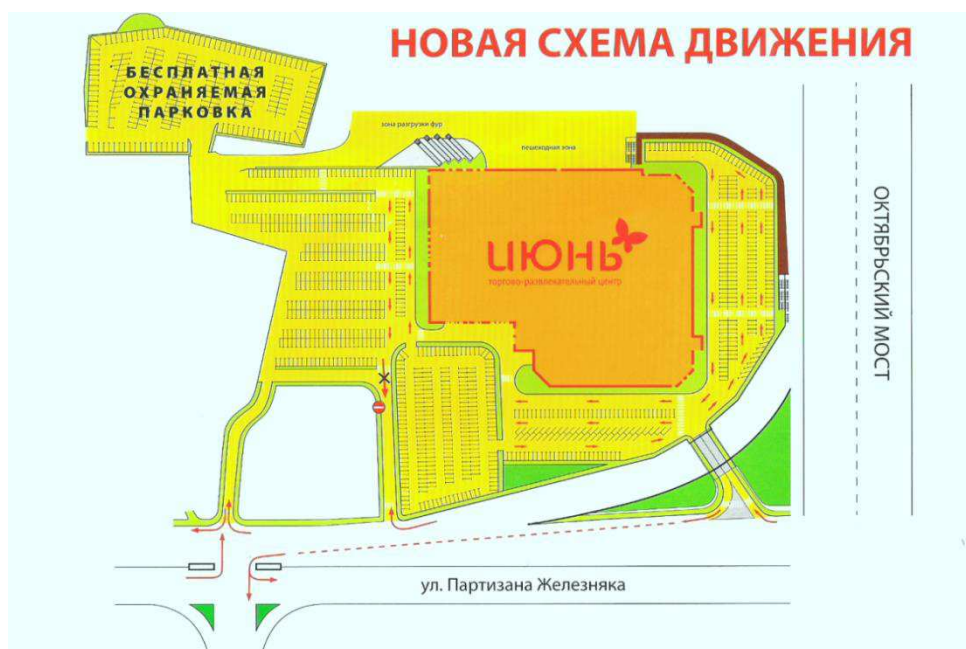 НОВАЯ СХЕМА ДВИЖЕНИЯ
БЕСПЛАТНАЯ
ОХРАНЯЕМАЯ
ПАРКОВКА
зона разгрузки фур
пешеходная зона
июнь
торгово-развлекательный центр
ОКТЯБРЬСКИЙ МОСТ
ул. Партизана Железняка